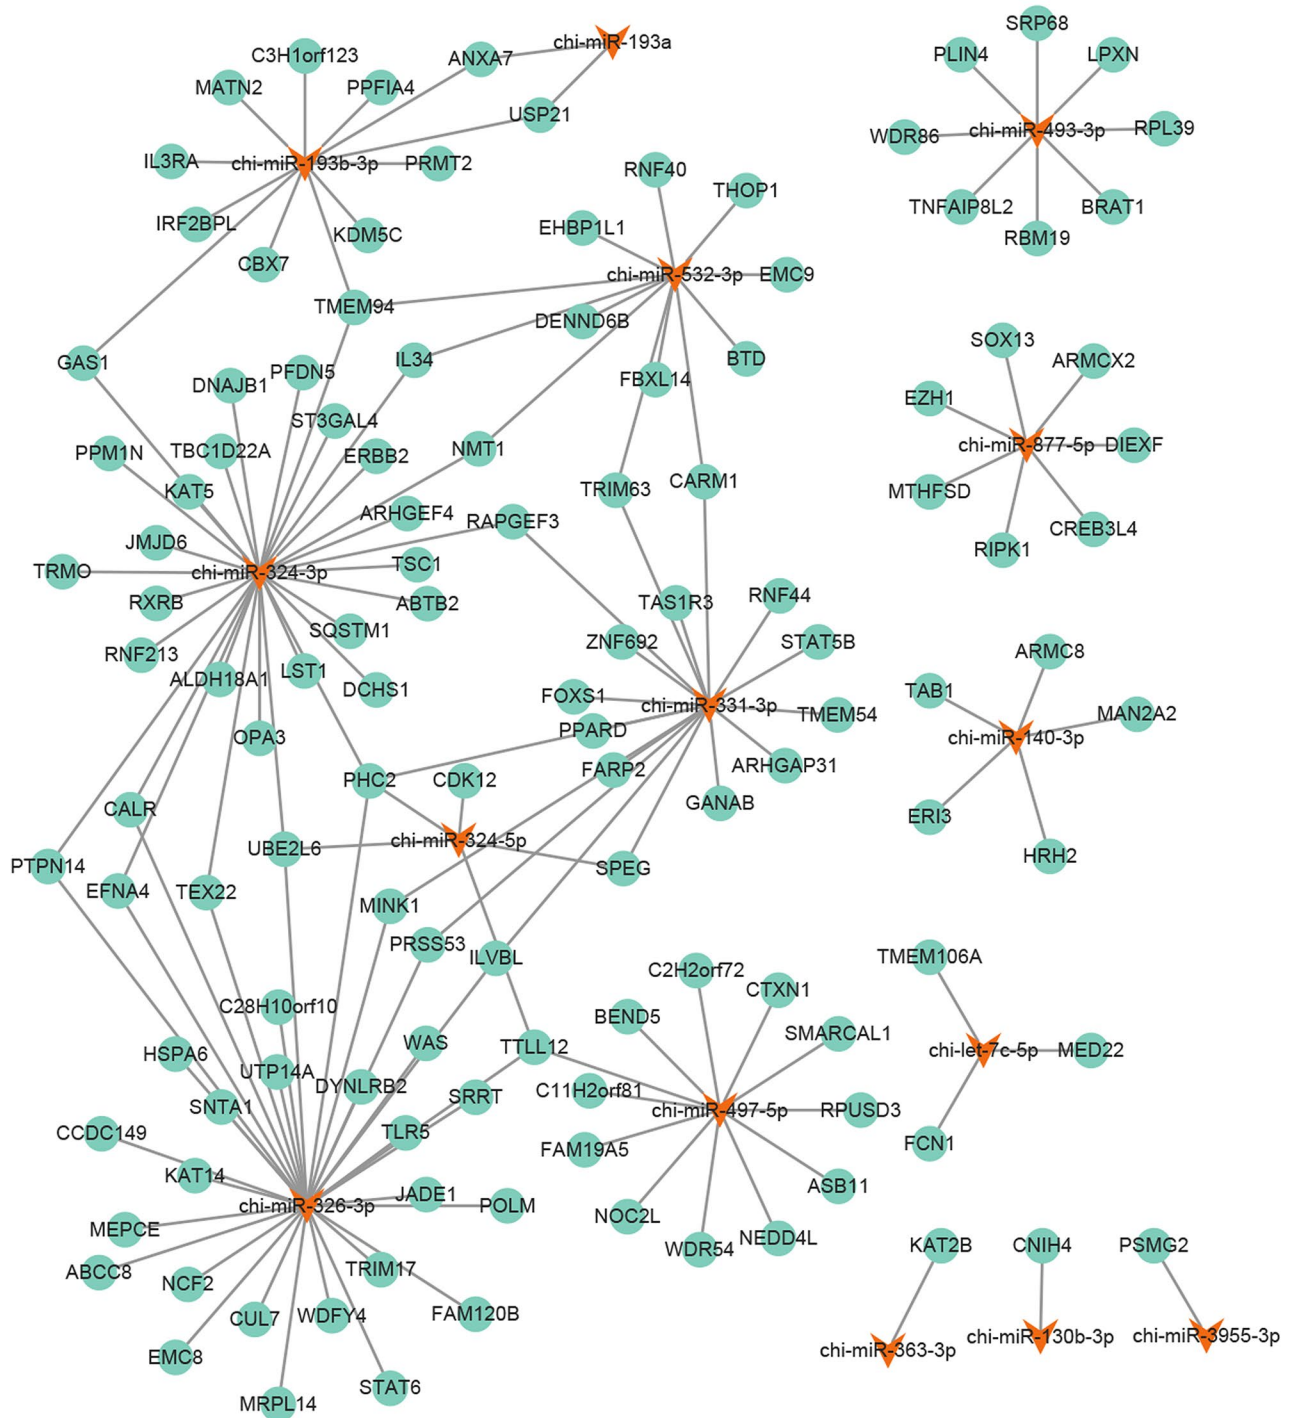 SRP68
chi-miR-193a
C3H1orf123
ANXA7
PLIN4
LPXN
MATN2
PPFIA4
USP21
WDR86
chi-miR-493-3p
RPL39
IL3RA
chi-miR-193b-3p
PRMT2
RNF40
THOP1
TNFAIP8L2
BRAT1
IRF2BPL
KDM5C
EHBP1L1
RBM19
CBX7
chi-miR-532-3p
EMC9
TMEM94
DENND6B
SOX13
GAS1
IL34
BTD
ARMCX2
DNAJB1
PFDN5
FBXL14
EZH1
ST3GAL4
PPM1N
TBC1D22A
ERBB2
NMT1
chi-miR-877-5p
DIEXF
KAT5
TRIM63
CARM1
MTHFSD
ARHGEF4
RAPGEF3
CREB3L4
JMJD6
RIPK1
TRMO
chi-miR-324-3p
TSC1
RXRB
ABTB2
TAS1R3
RNF44
SQSTM1
ZNF692
STAT5B
RNF213
ARMC8
ALDH18A1
LST1
DCHS1
FOXS1
chi-miR-331-3p
TMEM54
TAB1
MAN2A2
OPA3
PPARD
chi-miR-140-3p
PHC2
CDK12
FARP2
ARHGAP31
CALR
GANAB
ERI3
UBE2L6
chi-miR-324-5p
HRH2
PTPN14
EFNA4
TEX22
SPEG
MINK1
PRSS53
ILVBL
TMEM106A
C2H2orf72
CTXN1
C28H10orf10
BEND5
SMARCAL1
HSPA6
WAS
TTLL12
chi-let-7c-5p
MED22
UTP14A
DYNLRB2
SRRT
C11H2orf81
SNTA1
chi-miR-497-5p
RPUSD3
CCDC149
TLR5
FAM19A5
FCN1
KAT14
ASB11
JADE1
chi-miR-326-3p
POLM
NOC2L
MEPCE
WDR54
NEDD4L
KAT2B
CNIH4
PSMG2
ABCC8
NCF2
TRIM17
CUL7
WDFY4
FAM120B
chi-miR-363-3p
chi-miR-130b-3p
chi-miR-3955-3p
EMC8
STAT6
MRPL14